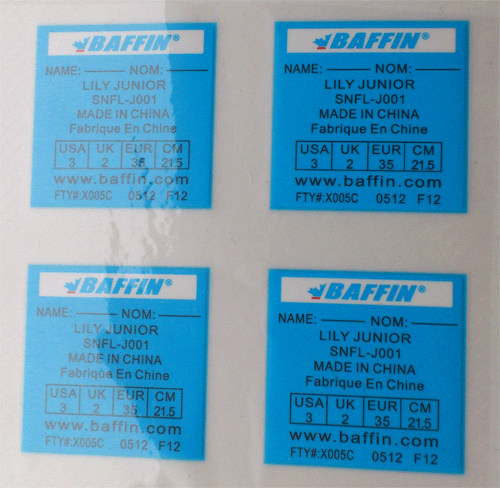 BAFFIN®
NAME: NOM:
LILY JUNIOR
SNFL-J001
MADE IN CHINA
Fabrique En Chine
USA UK EUR CM
3 2 35 21.5
www.baffin.com
FTY#:X005C 0512 F12
BAFFIN®
NAME: NOM:
LILY JUNIOR
SNFL-J001
MADE IN CHINA
Fabrique En Chine
USA UK EUR CM
3 2 35 21.5
www.baffin.com
FTY#:X005C 0512 F12
BAFFIN®
NAME: NOM:
LILY JUNIOR
SNFL-J001
MADE IN CHINA
Fabrique En Chine
USA UK EUR CM
3 2 35 21.5
www.baffin.com
FTY#:X005C 0512 F12
BAFFIN®
NAME: NOM:
LILY JUNIOR
SNFL-J001
MADE IN CHINA
Fabrique En Chine
USA UK EUR CM
3 2 35 21.5
www.baffin.com
FTY#:X005C 0512 F12